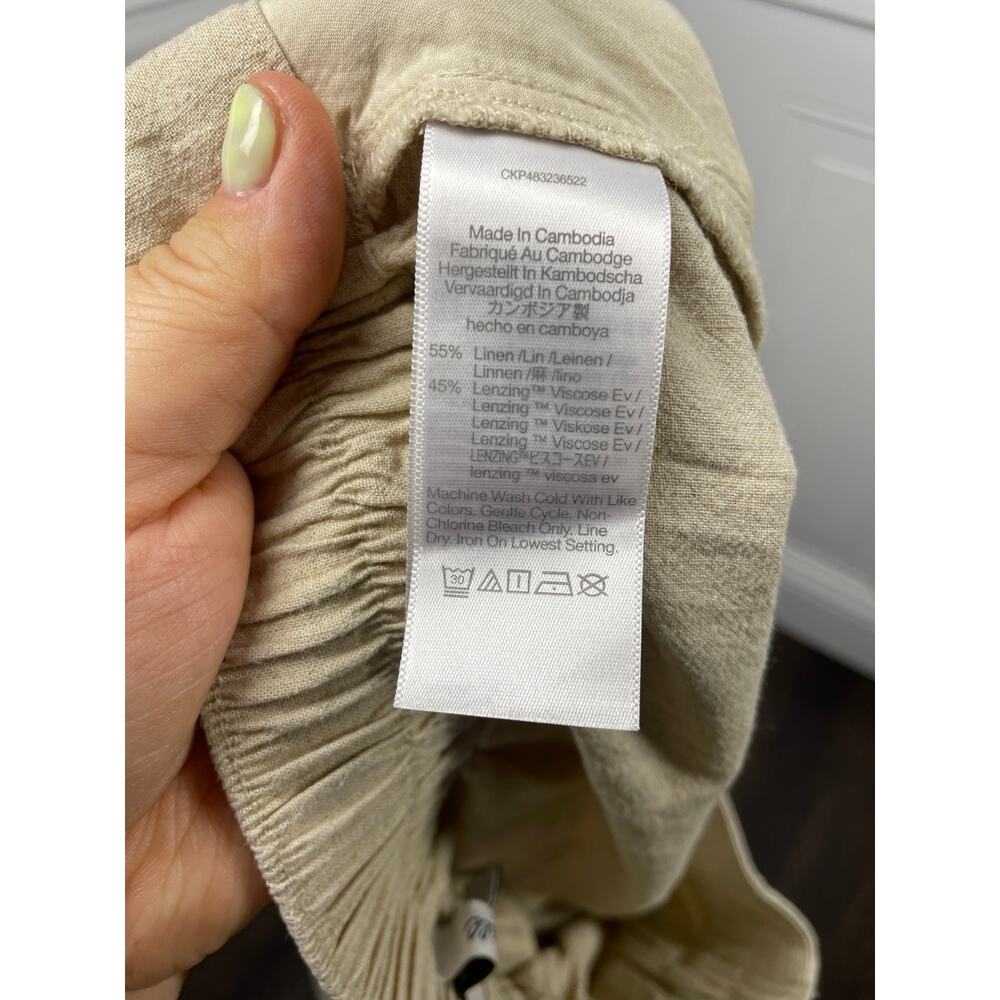 CKP483236522
Made In Cambodia
Fabriqué Au Cambodge
Hergestellt In Kambodscha
Vervaardigd In Cambodja
カンボジア製
hecho en camboya
55% Linen /Lin /Leinen /
Linnen /麻 /lino
45% Lenzing™ Viscose Ev /
Lenzing ™ Viscose Ev /
Lenzing ™ Viskose Ev /
Lenzing ™ Viscose Ev /
LENZING™ビスコースEV /
lenzing ™ viscosa ev
Machine Wash Cold With Like
Colors. Gentle Cycle. Non-
Chlorine Bleach Only. Line
Dry. Iron On Lowest Setting.
30